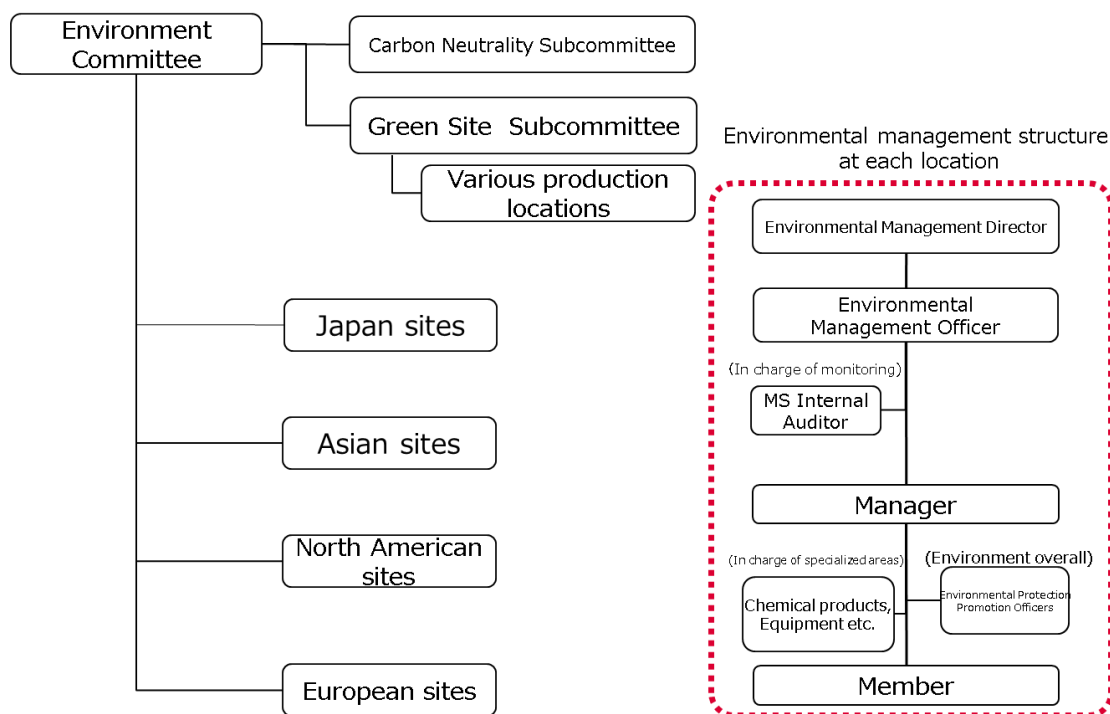 Environment
Committee
Carbon Neutrality Subcommittee
Green Site Subcommittee
Various production
locations
Japan sites
Asian sites
North American
sites
European sites
Environmental management structure
at each location
Environmental Management Director
Environmental
Management Officer
(In charge of monitoring)
MS Internal
Auditor
Manager
(In charge of specialized areas)
(Environment overall)
Chemical products,
Equipment etc.
Environmental Protection
Promotion Officers
Member